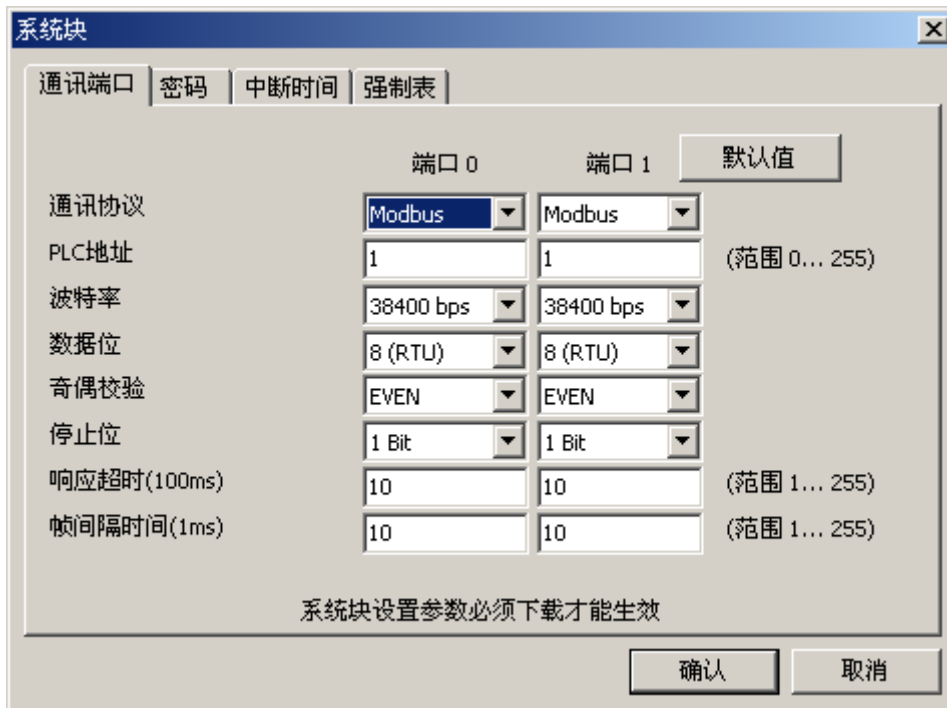 系统块
通讯端口 密码 中断时间 强制表
端口 0 端口 1 默认值
通讯协议 Modbus Modbus
PLC地址 1 1 (范围 0... 255)
波特率 38400 bps 38400 bps
数据位 8 (RTU) 8 (RTU)
奇偶校验 EVEN EVEN
停止位 1 Bit 1 Bit
响应超时(100ms) 10 10 (范围 1... 255)
帧间隔时间(1ms) 10 10 (范围 1... 255)
系统块设置参数必须下载才能生效
确认 取消